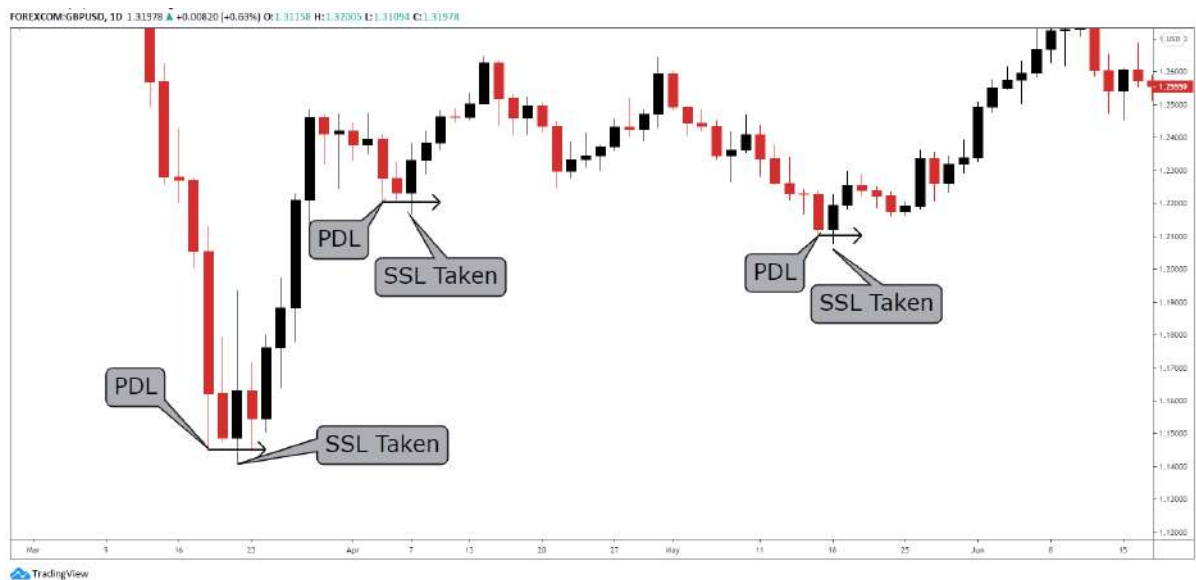 FOREXCOM:GBPUSD, 1D 1.31978 ▲ +0.00820 (+0.63%) O:1.31158 H:1.32005 L:1.31094 C:1.31978
1.26000
1.25559
1.25000
1.24000
1.23000
1.22000
PDL
1.21000
SSL Taken
PDL
1.20000
SSL Taken
1.19000
1.18000
1.17000
PDL
1.16000
SSL Taken
1.15000
1.14000
1.13000
1.12000
Mar 9 16 23 Apr 7 13 20 27 May 11 18 25 Jun 8 15
TradingView